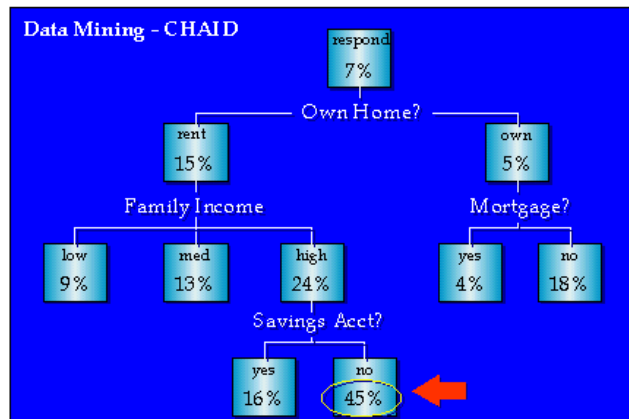 Data Mining - CHAID
respond
7%
Own Home?
rent
15%
own
5%
Family Income
Mortgage?
low
9%
med
13%
high
24%
yes
4%
no
18%
Savings Acct?
yes
16%
no
45%